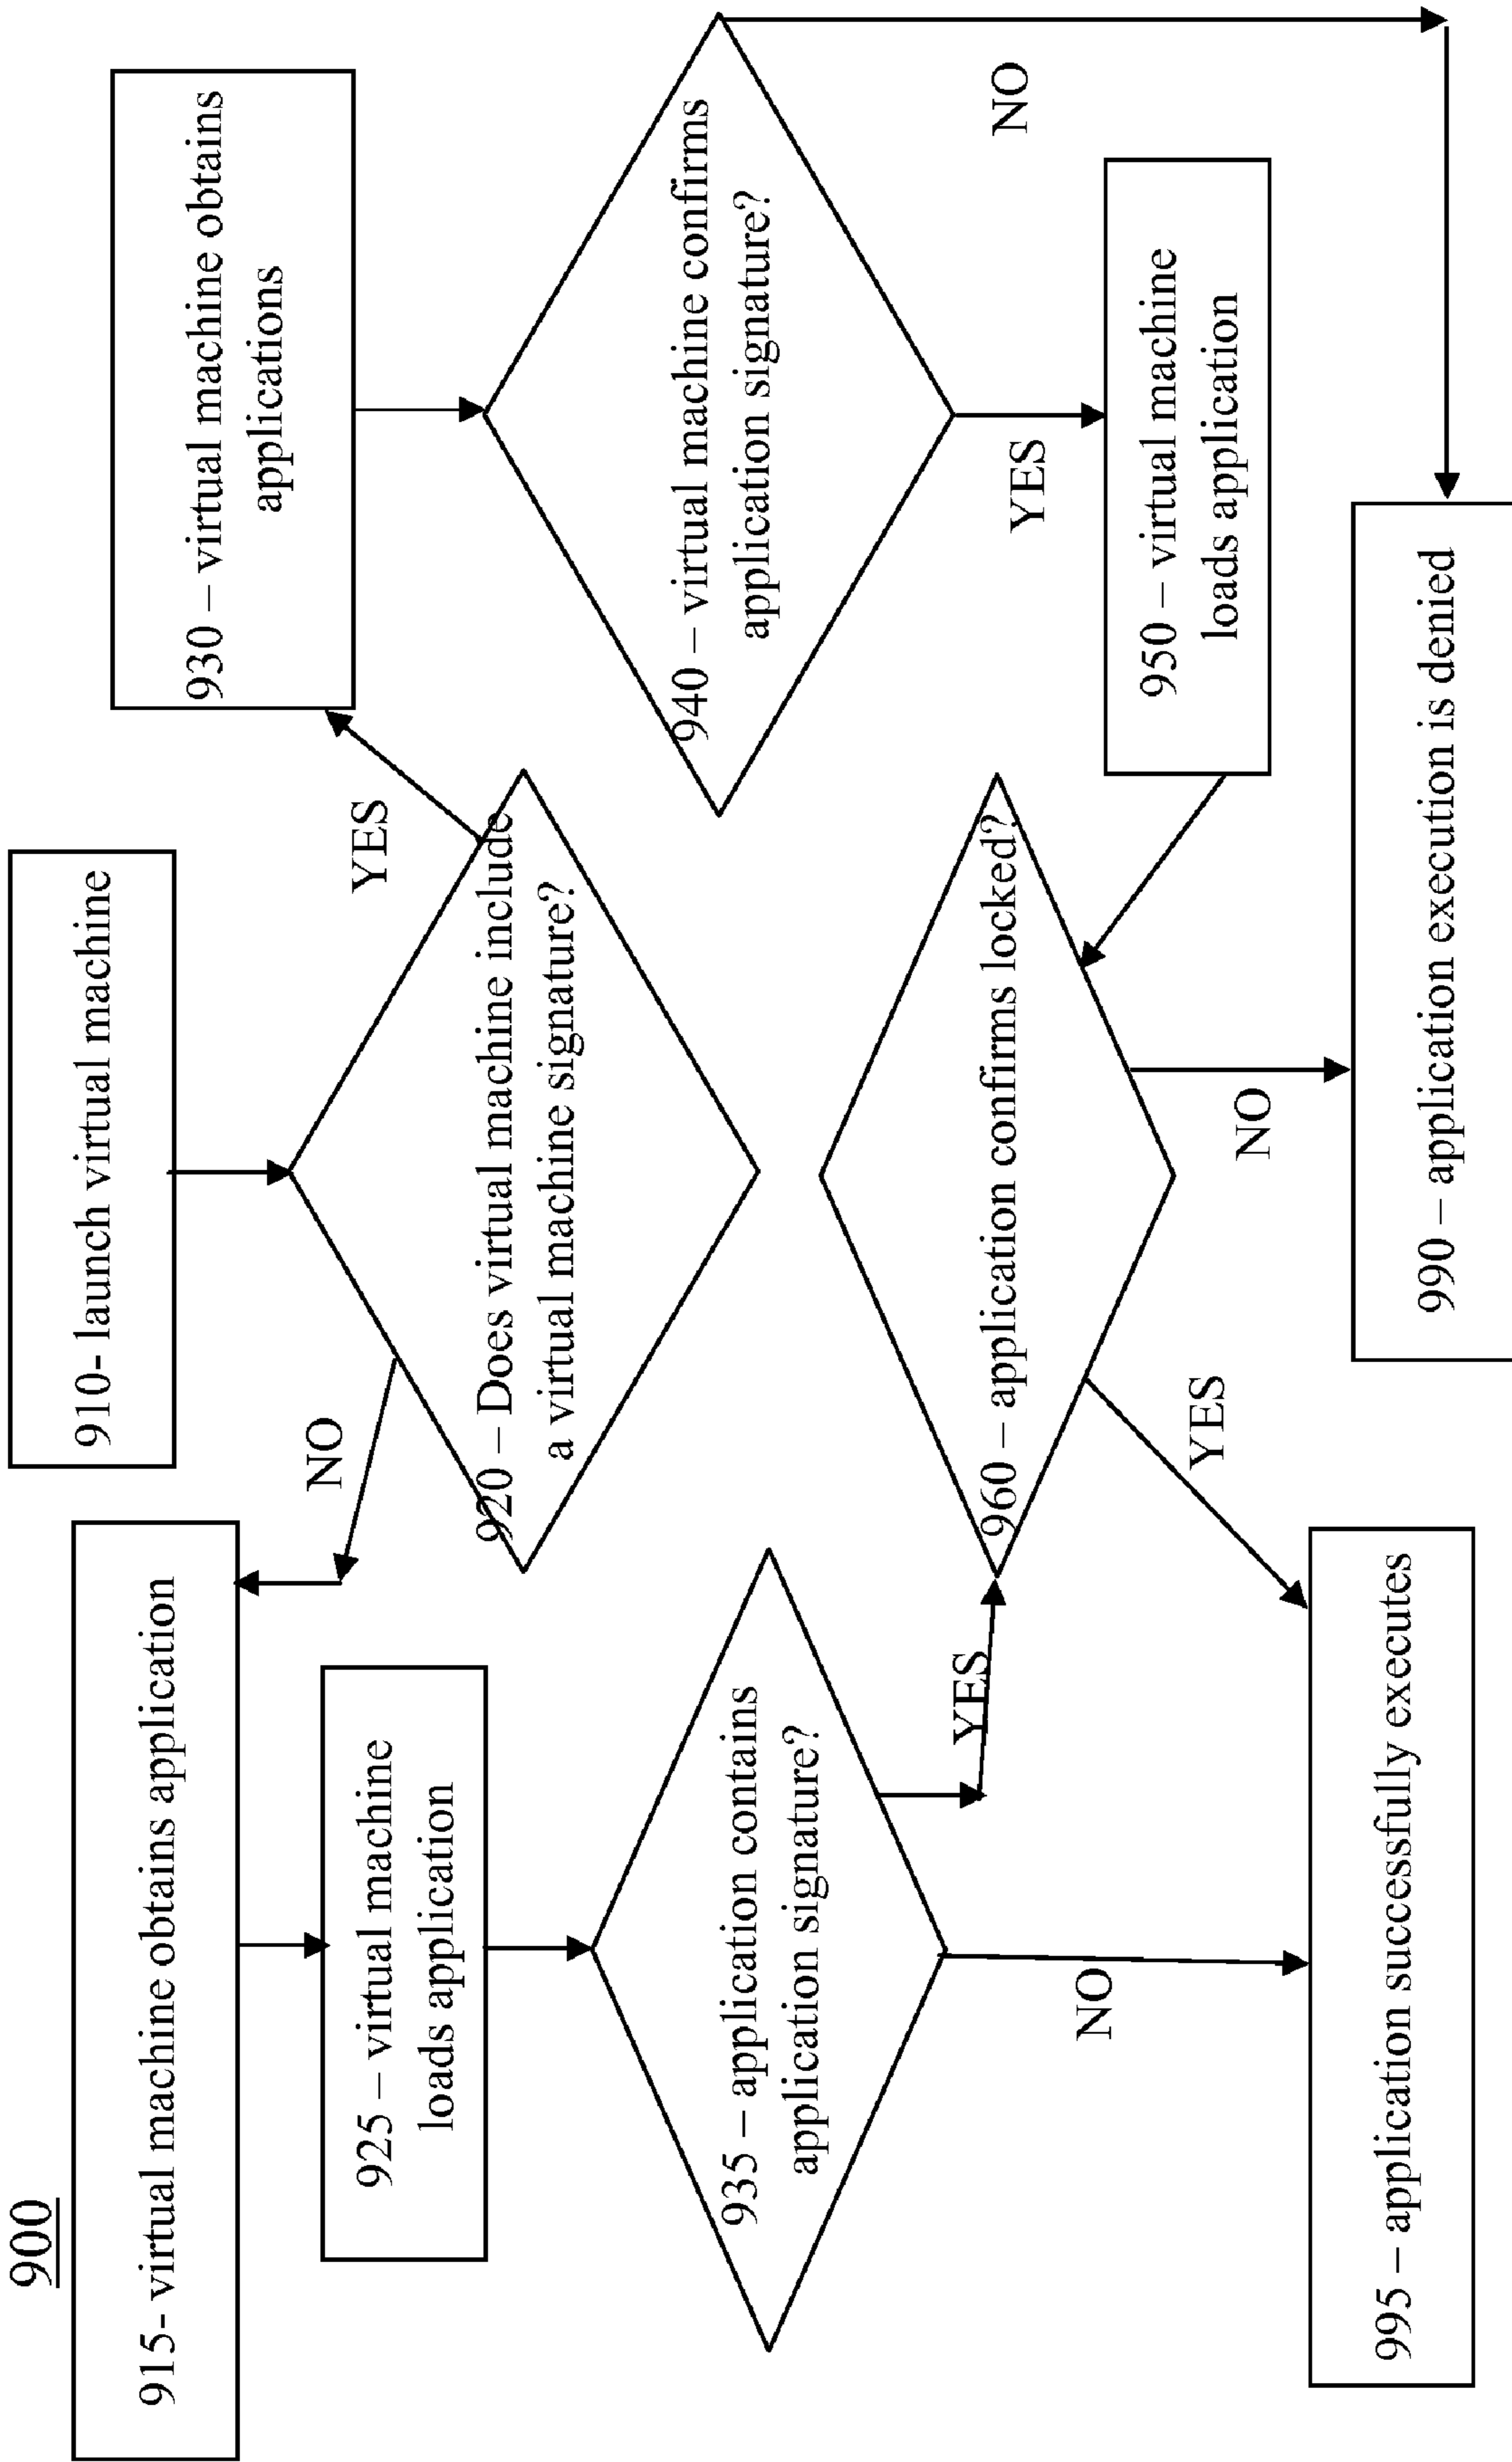 900
910- launch virtual machine
920 – Does virtual machine include
a virtual machine signature?
NO
YES
915- virtual machine obtains application
925 – virtual machine
loads application
935 – application contains
application signature?
YES
NO
930 – virtual machine obtains
applications
940 – virtual machine confirms
application signature?
NO
YES
950 – virtual machine
loads application
960 – application confirms locked?
YES
NO
990 – application execution is denied
995 – application successfully executes